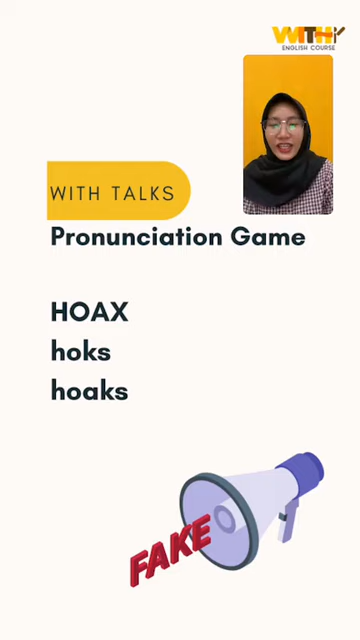 WITH
ENGLISH COURSE
WITH TALKS
Pronunciation Game
HOAX
hoks
hoaks
FAKE